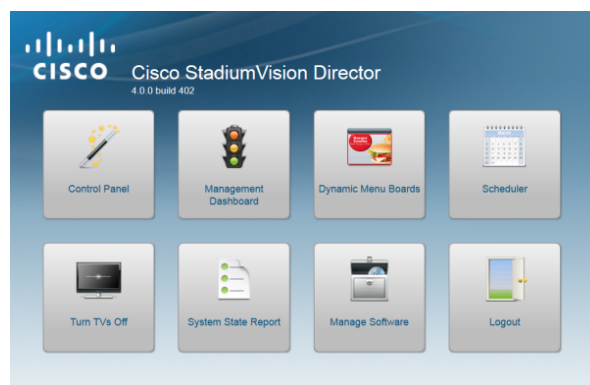 CISCO
Cisco StadiumVision Director
4.0.0 build 402
Control Panel
Management
Dashboard
Dynamic Menu Boards
Scheduler
Turn TVs Off
System State Report
Manage Software
Logout